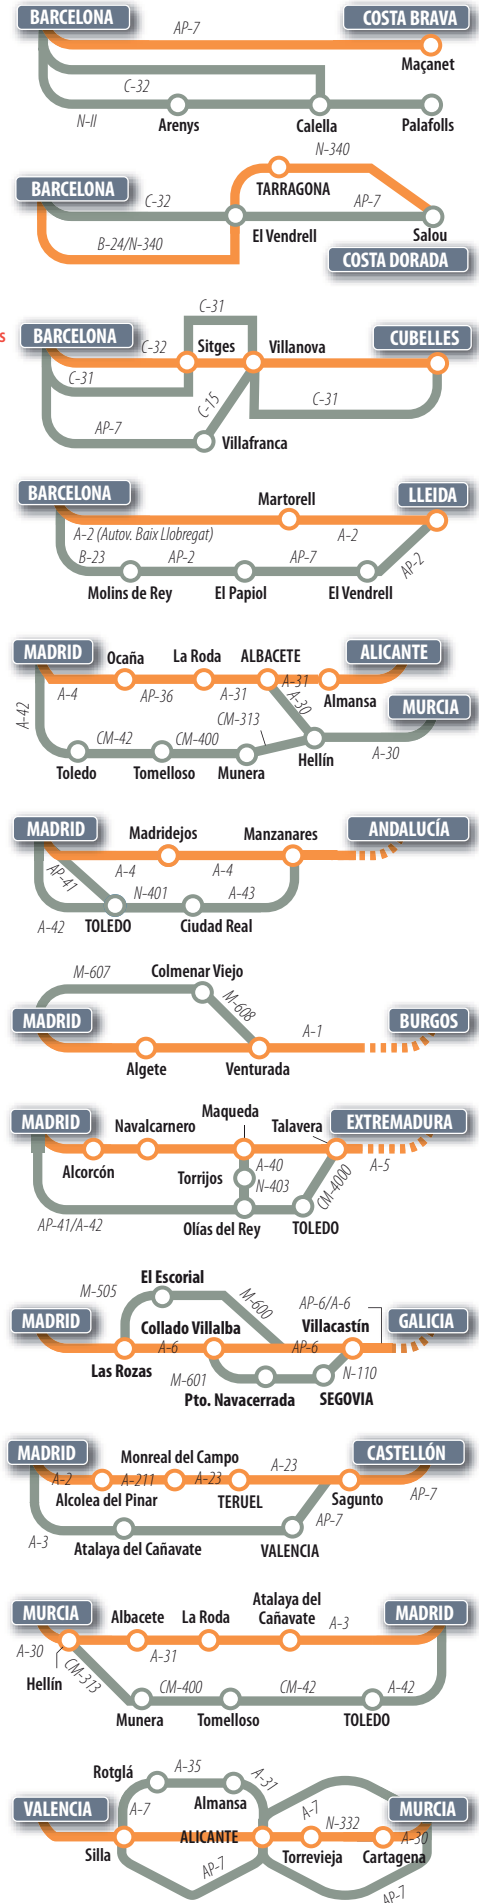 BARCELONA
AP-7
COSTA BRAVA
Maçanet
C-32
N-II
Arenys
Calella
Palafolls
N-340
BARCELONA
TARRAGONA
C-32
AP-7
El Vendrell
Salou
B-24/N-340
COSTA DORADA
C-31
s
BARCELONA
C-32
Sitges
Villanova
CUBELLES
C-31
C-15
C-31
AP-7
Villafranca
BARCELONA
Martorell
LLEIDA
A-2 (Autov. Baix Llobregat)
A-2
B-23
AP-2
AP-7
AP-2
Molins de Rey
El Papiol
El Vendrell
MADRID
Ocaña
La Roda
ALBACETE
ALICANTE
A-4
AP-36
A-31
A-31
A-30
Almansa
MURCIA
A-42
CM-42
CM-400
CM-313
A-30
Toledo
Tomelloso
Munera
Hellín
MADRID
Madridejos
Manzanares
ANDALUCÍA
AP-41
A-4
A-4
N-401
A-43
A-42
TOLEDO
Ciudad Real
M-607
Colmenar Viejo
M-608
MADRID
A-1
BURGOS
Algete
Venturada
MADRID
Navalcarnero
Maqueda
Talavera
EXTREMADURA
Alcorcón
A-40
A-5
Torrijos
N-403
CM-4000
AP-41/A-42
Olías del Rey
TOLEDO
El Escorial
M-505
M-600
AP-6/A-6
MADRID
Collado Villalba
Villacastín
GALICIA
A-6
AP-6
Las Rozas
M-601
N-110
Pto. Navacerrada
SEGOVIA
MADRID
Monreal del Campo
A-23
CASTELLÓN
A-2
A-211
A-23
Alcolea del Pinar
TERUEL
Sagunto
AP-7
A-3
AP-7
Atalaya del Cañavate
VALENCIA
MURCIA
Albacete
La Roda
Atalaya del
Cañavate
A-3
MADRID
A-30
A-31
Hellín
CM-313
CM-400
CM-42
A-42
Munera
Tomelloso
TOLEDO
Rotglá
A-35
A-31
Almansa
VALENCIA
A-7
A-7
N-332
MURCIA
ALICANTE
A-30
Silla
Torrevieja
Cartagena
AP-7
AP-7